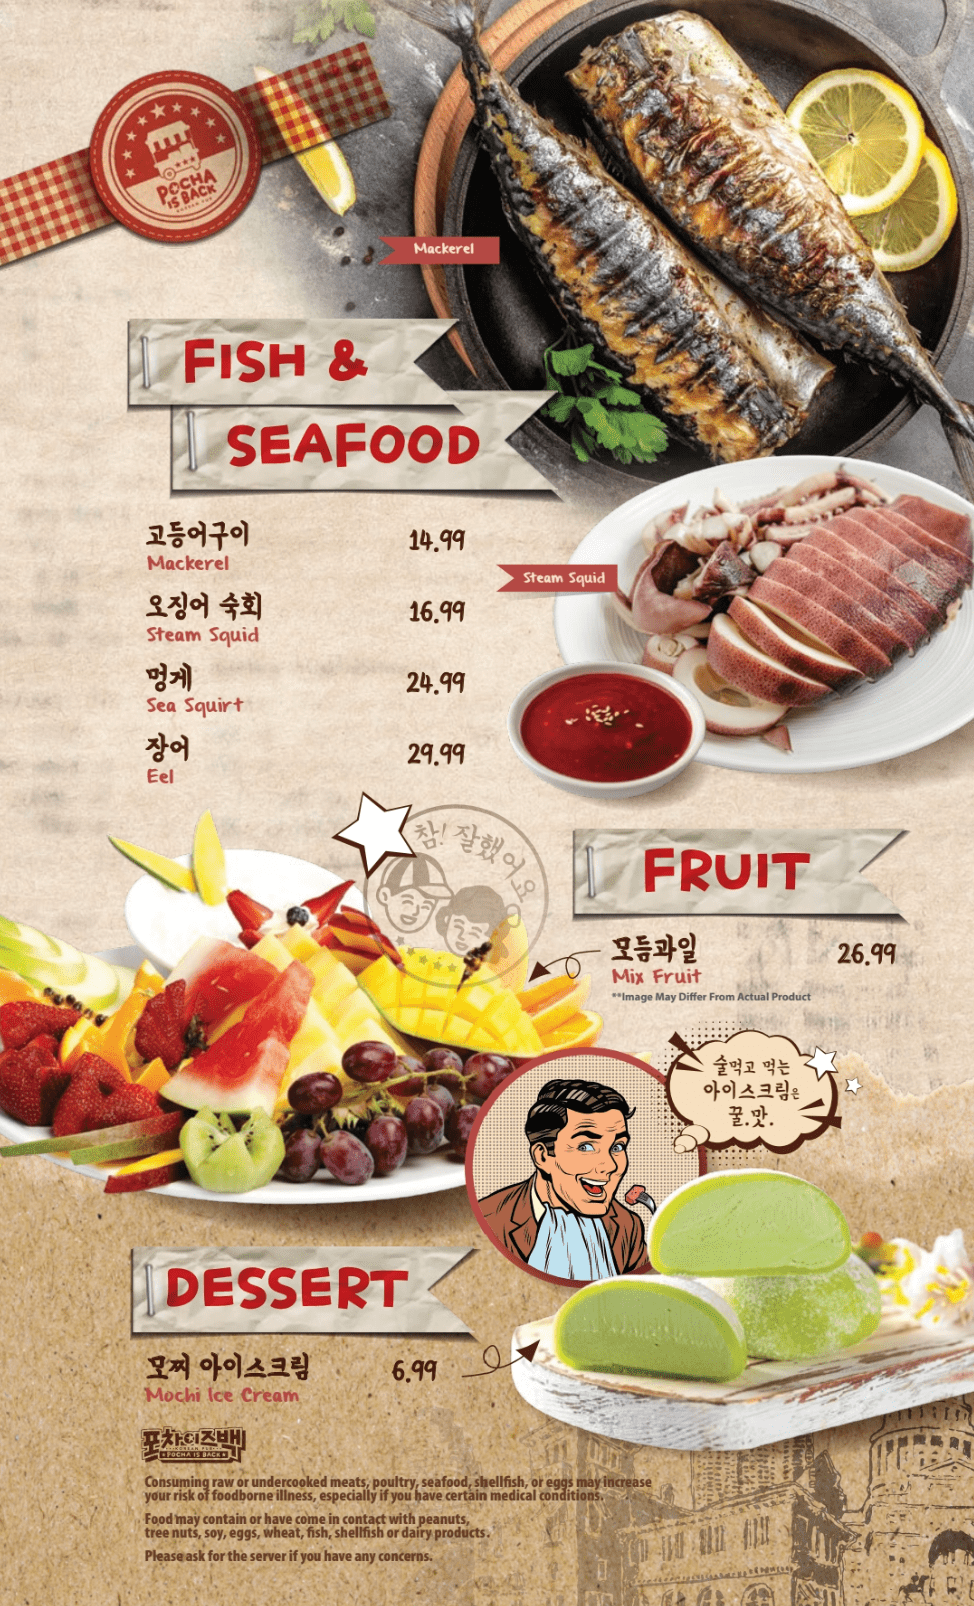 POCHA
IS BACK
KOREAN PUB
Mackerel
FISH &
SEAFOOD
고등어구이 14.99
Mackerel
오징어 숙회 16.99
Steam Squid
멍게 24.99
Sea Squirt
장어 29.99
Eel
Steam Squid
참! 잘했어요
FRUIT
모듬과일 26.99
Mix Fruit
**Image May Differ From Actual Product
술먹고 먹는
아이스크림은
꿀.맛.
DESSERT
모찌 아이스크림 6.99
Mochi Ice Cream
포차이즈백
KOREAN PUB
POCHA IS BACK
Consuming raw or undercooked meats, poultry, seafood, shellfish, or eggs may increase
your risk of foodborne illness, especially if you have certain medical conditions.
Food may contain or have come in contact with peanuts,
tree nuts, soy, eggs, wheat, fish, shellfish or dairy products.
Please ask for the server if you have any concerns.